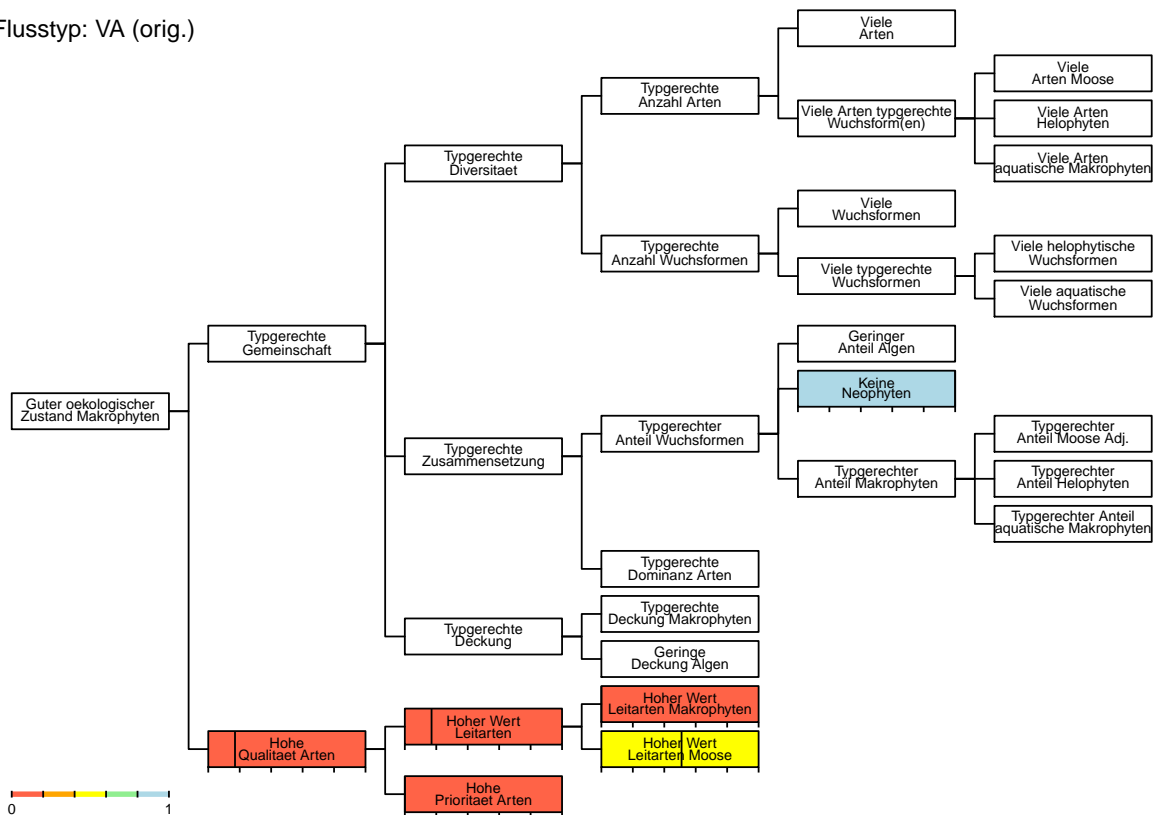 Flusstyp: VA (orig.)
Viele
Arten
Viele
Arten Moose
Typgerechte
Anzahl Arten
Viele Arten typgerechte
Wuchsform(en)
Viele Arten
Helophyten
Viele Arten
aquatische Makrophyten
Typgerechte
Diversitaet
Viele
Wuchsformen
Typgerechte
Anzahl Wuchsformen
Viele helophytische
Wuchsformen
Viele typgerechte
Wuchsformen
Viele aquatische
Wuchsformen
Typgerechte
Gemeinschaft
Geringer
Anteil Algen
Keine
Neophyten
Guter oekologischer
Zustand Makrophyten
Typgerechter
Anteil Wuchsformen
Typgerechter
Anteil Moose Adj.
Typgerechte
Zusammensetzung
Typgerechter
Anteil Makrophyten
Typgerechter
Anteil Helophyten
Typgerechter Anteil
aquatische Makrophyten
Typgerechte
Dominanz Arten
Typgerechte
Deckung Makrophyten
Typgerechte
Deckung
Geringe
Deckung Algen
Hoher Wert
Leitarten Makrophyten
Hoher Wert
Leitarten
Hohe
Qualitaet Arten
Hoher Wert
Leitarten Moose
Hohe
Prioritaet Arten
0 1